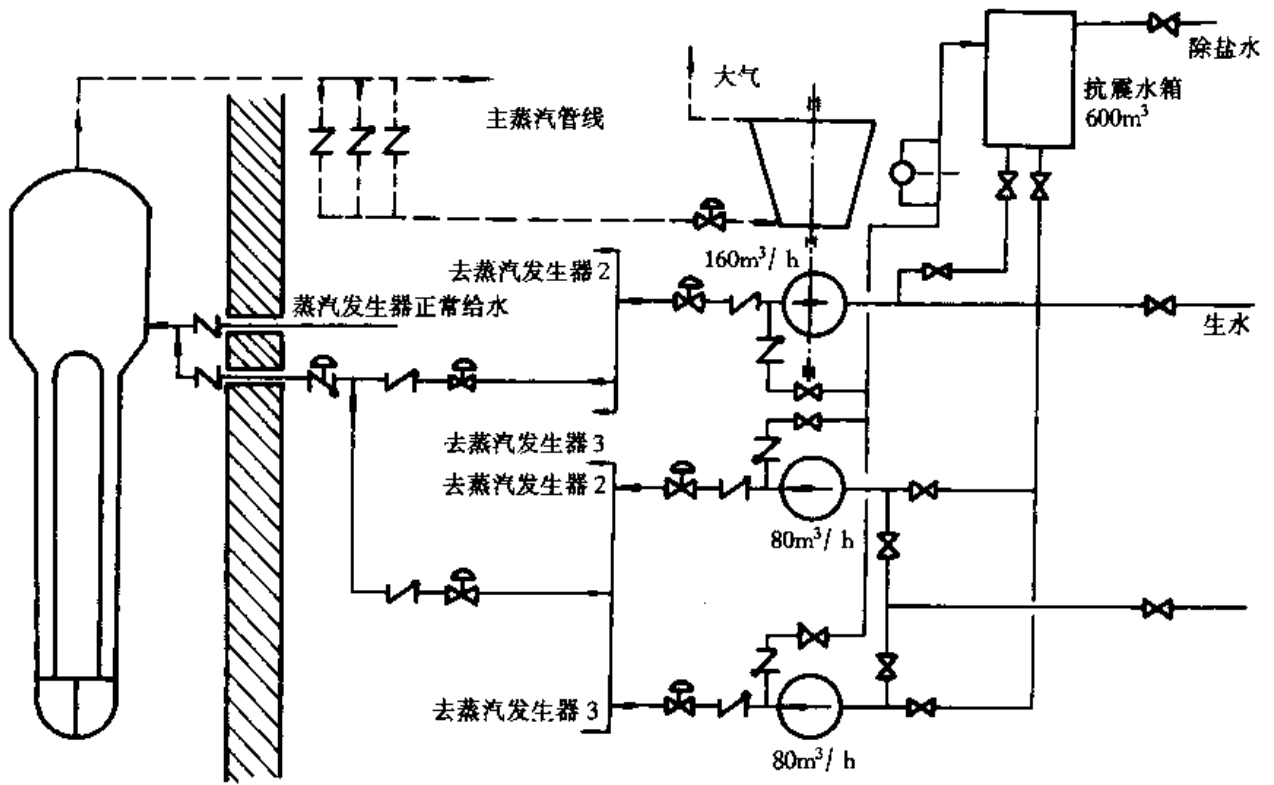 除盐水
大气
抗震水箱
600m³
主蒸汽管线
160m³/ h
去蒸汽发生器 2
蒸汽发生器正常给水
生水
去蒸汽发生器 3
去蒸汽发生器 2
80m³/ h
去蒸汽发生器 3
80m³/ h